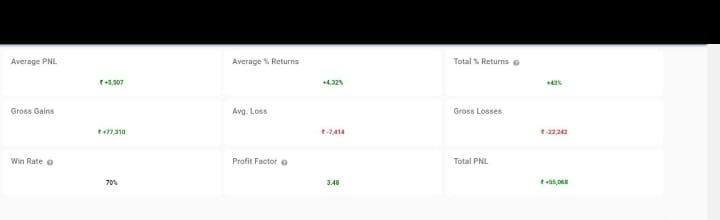 Average PNL
Average % Returns
Total % Returns
₹ +5,507
+4.32%
+43%
Gross Gains
Avg. Loss
Gross Losses
₹ +77,310
₹ -7,414
₹ -22,242
Win Rate
Profit Factor
Total PNL
70%
3.48
₹ +55,068